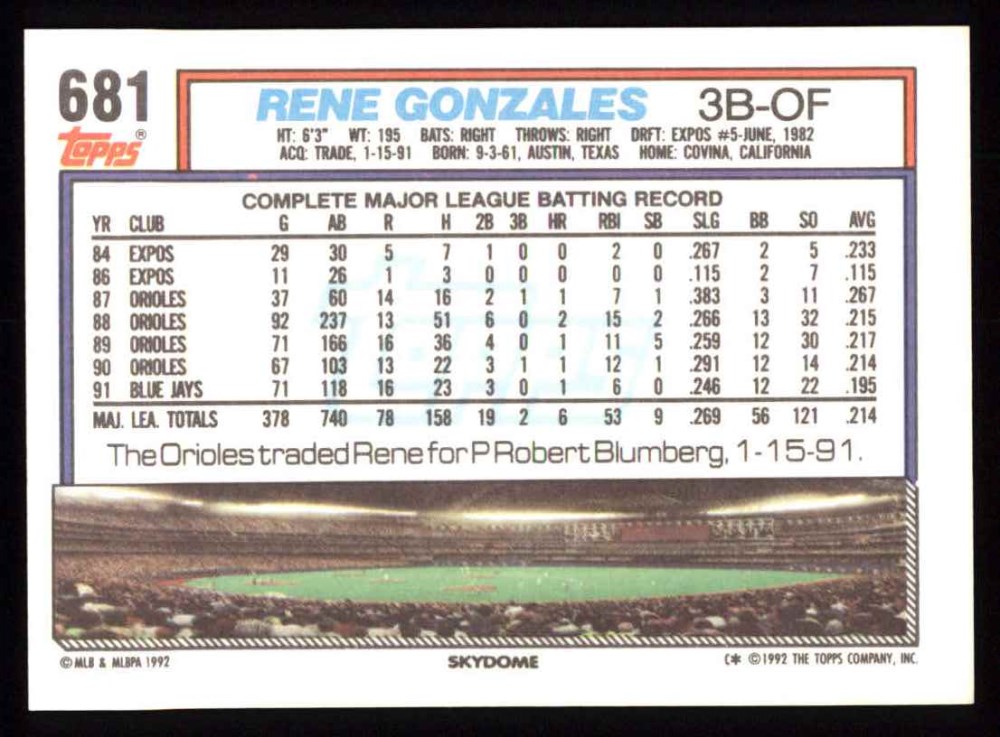 681
Topps®
RENE GONZALES 3B-OF
HT: 6'3" WT: 195 BATS: RIGHT THROWS: RIGHT DRFT: EXPOS #5-JUNE, 1982
ACQ: TRADE, 1-15-91 BORN: 9-3-61, AUSTIN, TEXAS HOME: COVINA, CALIFORNIA
COMPLETE MAJOR LEAGUE BATTING RECORD
YR CLUB G AB R H 2B 3B HR RBI SB SLG BB SO AVG
84 EXPOS 29 30 5 7 1 0 0 2 0 .267 2 5 .233
86 EXPOS 11 26 1 3 0 0 0 0 0 .115 2 7 .115
87 ORIOLES 37 60 14 16 2 1 1 7 1 .383 3 11 .267
88 ORIOLES 92 237 13 51 6 0 2 15 2 .266 13 32 .215
89 ORIOLES 71 166 16 36 4 0 1 11 5 .259 12 30 .217
90 ORIOLES 67 103 13 22 3 1 1 12 1 .291 12 14 .214
91 BLUE JAYS 71 118 16 23 3 0 1 6 0 .246 12 22 .195
MAJ. LEA. TOTALS 378 740 78 158 19 2 6 53 9 .269 56 121 .214
The Orioles traded Rene for P Robert Blumberg, 1-15-91.
© MLB & MLBPA 1992 SKYDOME C* ©1992 THE TOPPS COMPANY, INC.